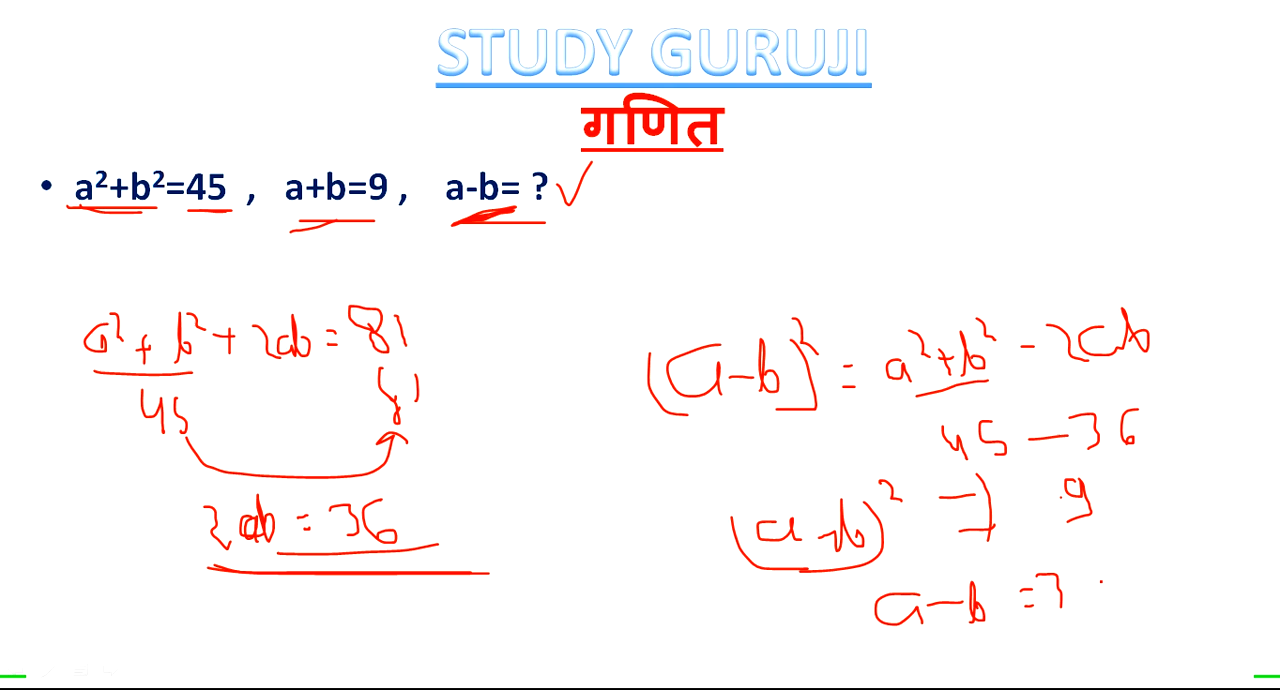 STUDY GURUJI
गणित
• a²+b²=45 , a+b=9 , a-b= ?
a²+b²+2ab=81
45 81
2ab=36
(a-b)²=a²+b²-2ab
45-36
(a-b)² ⇒ 9
a-b=3